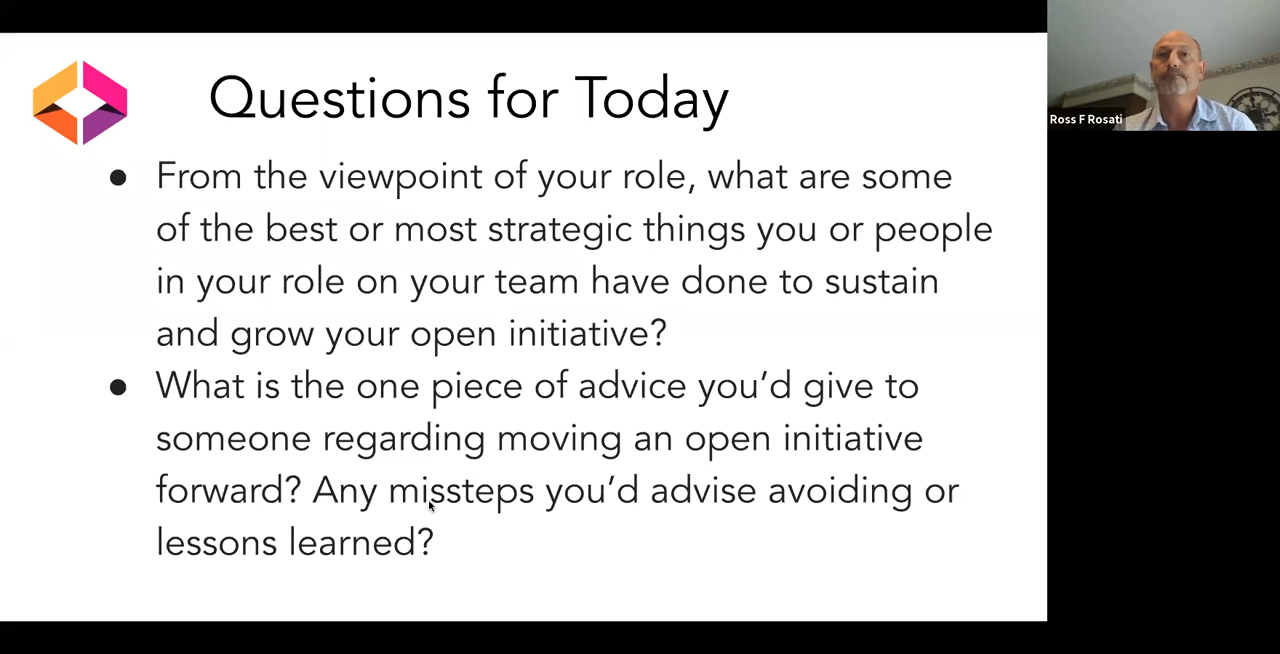 Questions for Today
● From the viewpoint of your role, what are some
of the best or most strategic things you or people
in your role on your team have done to sustain
and grow your open initiative?
● What is the one piece of advice you’d give to
someone regarding moving an open initiative
forward? Any missteps you’d advise avoiding or
lessons learned?
Ross F Rosati